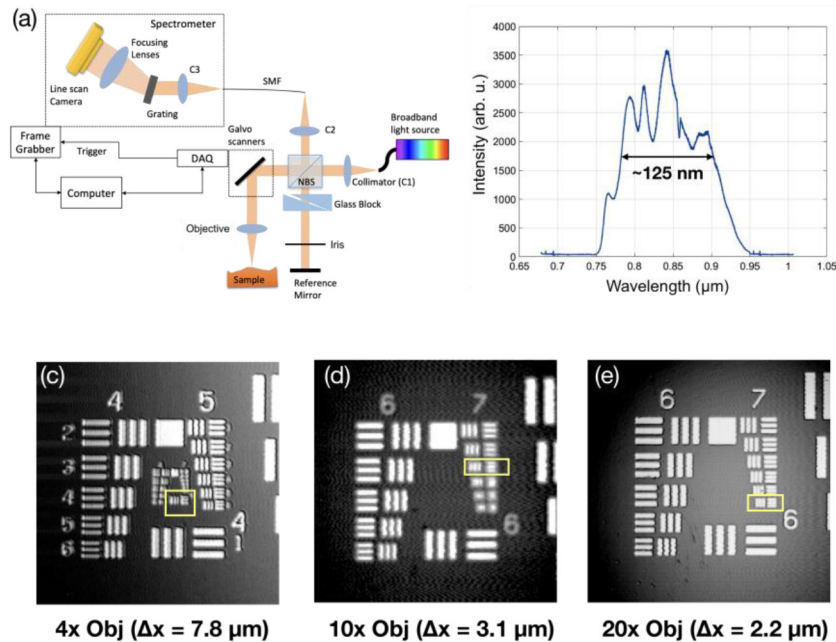 (a)
Spectrometer
Focusing
Lenses
C3
Line scan
Camera
Grating
SMF
Frame
Grabber
Trigger
DAQ
Computer
Galvo
scanners
C2
Broadband
light source
NBS
Collimator (C1)
Glass Block
Objective
Iris
Sample
Reference
Mirror
4000
3500
3000
2500
2000
1500
1000
500
0
Intensity (arb. u.)
~125 nm
0.65 0.7 0.75 0.8 0.85 0.9 0.95 1 1.05
Wavelength (µm)
(c)
4 5
2
3
4
5
6
4
1
4x Obj (Δx = 7.8 µm)
(d)
6 7
6
10x Obj (Δx = 3.1 µm)
(e)
6 7
6
20x Obj (Δx = 2.2 µm)